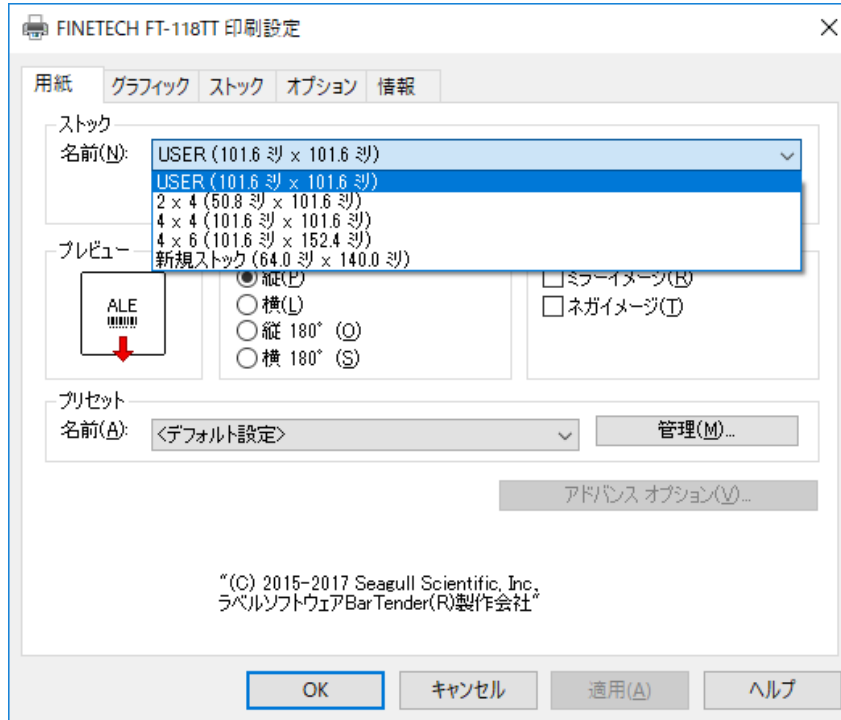 FINETECH FT-118TT 印刷設定
用紙 グラフィック ストック オプション 情報
ストック
名前(N): USER (101.6 ミリ x 101.6 ミリ)
USER (101.6 ミリ x 101.6 ミリ)
2 x 4 (50.8 ミリ x 101.6 ミリ)
4 x 4 (101.6 ミリ x 101.6 ミリ)
4 x 6 (101.6 ミリ x 152.4 ミリ)
新規ストック (64.0 ミリ x 140.0 ミリ)
プレビュー
ALE
縦(P)
横(L)
縦 180° (O)
横 180° (S)
ミラーイメージ(R)
ネガイメージ(T)
プリセット
名前(A): <デフォルト設定> 管理(M)...
アドバンス オプション(V)...
"(C) 2015-2017 Seagull Scientific, Inc.
ラベルソフトウェアBarTender(R)製作会社"
OK キャンセル 適用(A) ヘルプ